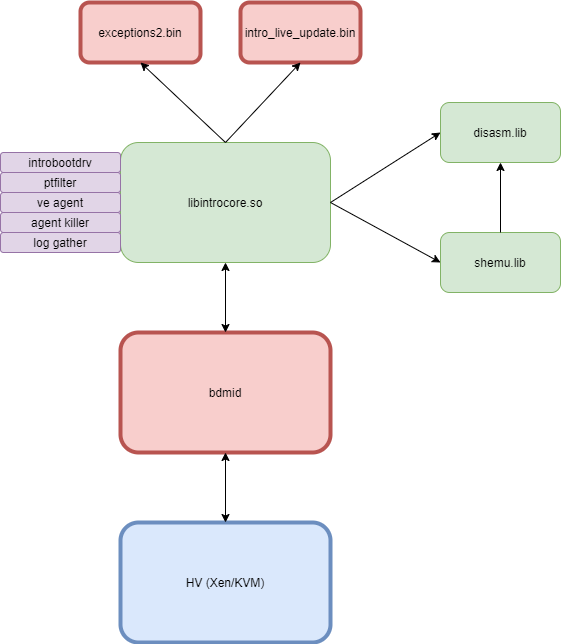 exceptions2.bin
intro_live_update.bin
introbootdrv
ptfilter
ve agent
agent killer
log gather
libintrocore.so
disasm.lib
shemu.lib
bdmid
HV (Xen/KVM)